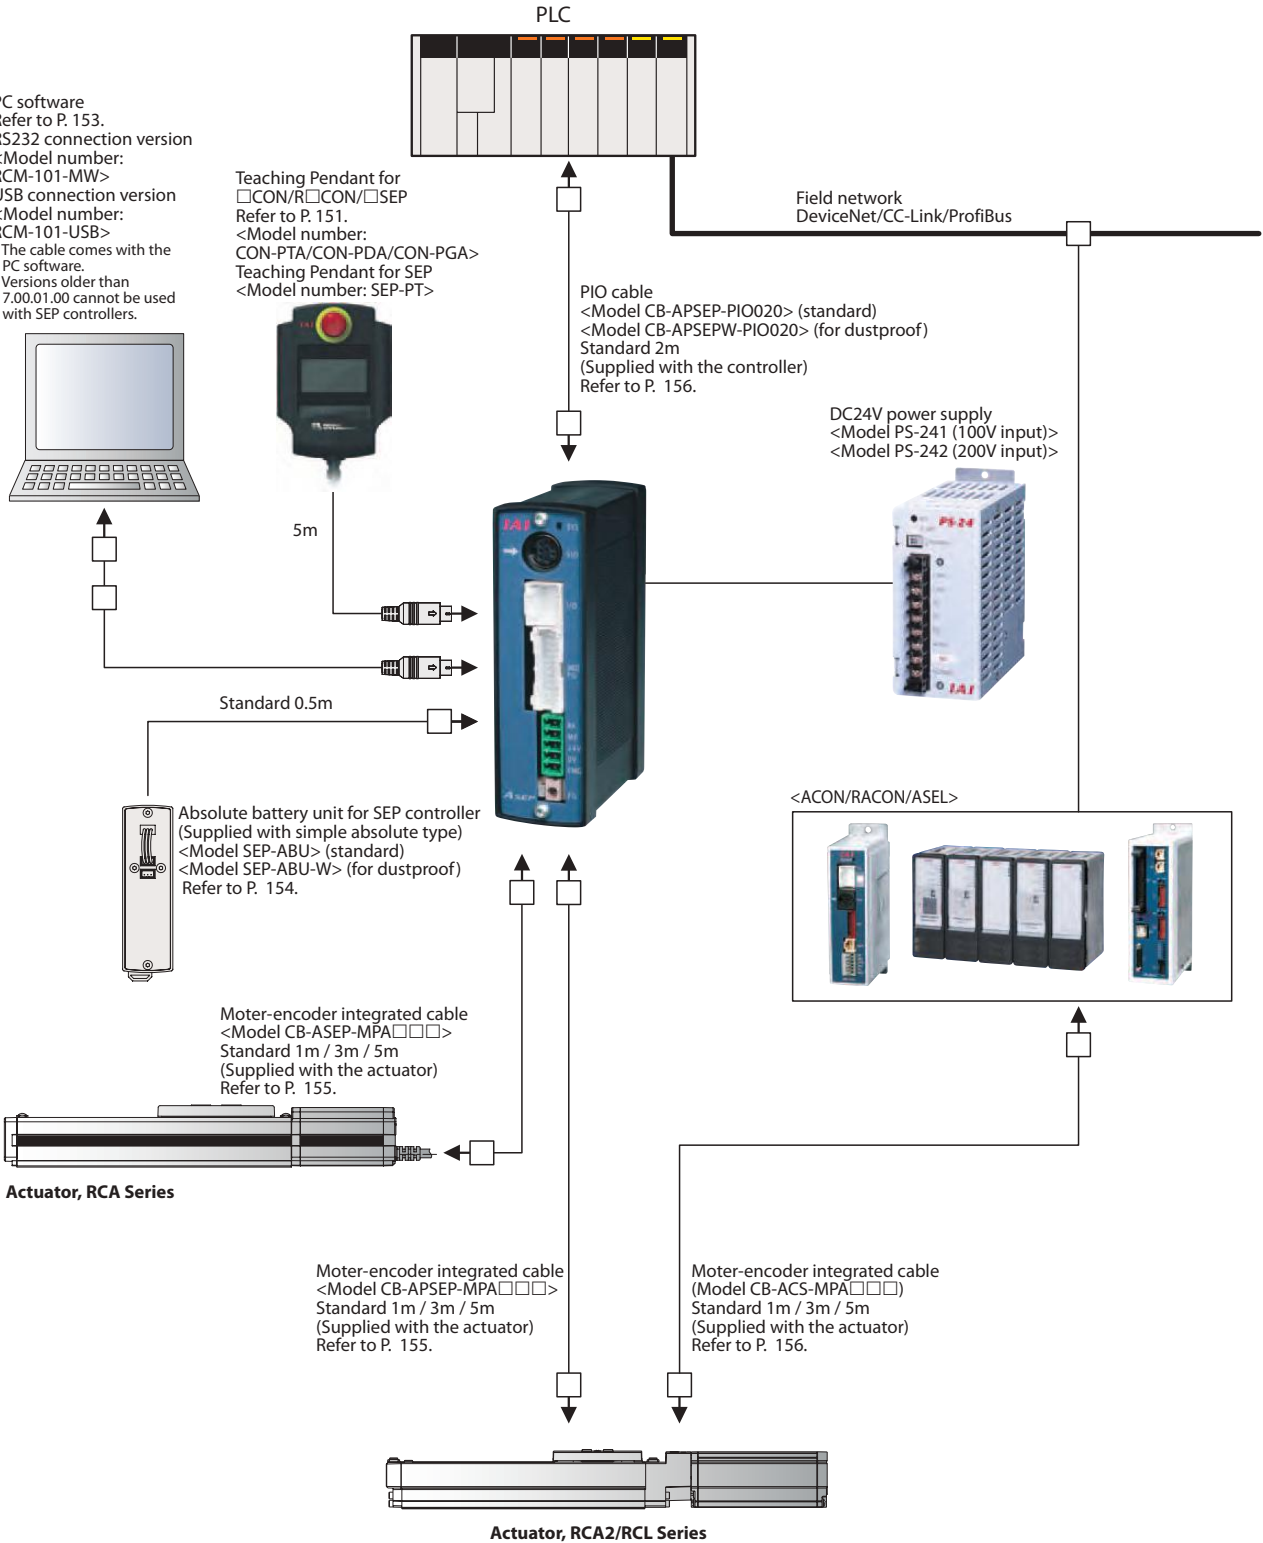 PLC
PC software
Refer to P. 153.
RS232 connection version
<Model number:
RCM-101-MW>
USB connection version
<Model number:
RCM-101-USB>
The cable comes with the
PC software.
Versions older than
7.00.01.00 cannot be used
with SEP controllers.
Teaching Pendant for
□CON/R□CON/□SEP
Refer to P. 151.
<Model number:
CON-PTA/CON-PDA/CON-PGA>
Teaching Pendant for SEP
<Model number: SEP-PT>
Field network
DeviceNet/CC-Link/ProfiBus
PIO cable
<Model CB-APSEP-PIO020> (standard)
<Model CB-APSEPW-PIO020> (for dustproof)
Standard 2m
(Supplied with the controller)
Refer to P. 156.
DC24V power supply
<Model PS-241 (100V input)>
<Model PS-242 (200V input)>
5m
IAI
PS-24
IAI
ASEP
Standard 0.5m
Absolute battery unit for SEP controller
(Supplied with simple absolute type)
<Model SEP-ABU> (standard)
<Model SEP-ABU-W> (for dustproof)
Refer to P. 154.
<ACON/RACON/ASEL>
Moter-encoder integrated cable
<Model CB-ASEP-MPA□□□>
Standard 1m / 3m / 5m
(Supplied with the actuator)
Refer to P. 155.
Actuator, RCA Series
Moter-encoder integrated cable
<Model CB-APSEP-MPA□□□>
Standard 1m / 3m / 5m
(Supplied with the actuator)
Refer to P. 155.
Moter-encoder integrated cable
(Model CB-ACS-MPA□□□)
Standard 1m / 3m / 5m
(Supplied with the actuator)
Refer to P. 156.
Actuator, RCA2/RCL Series